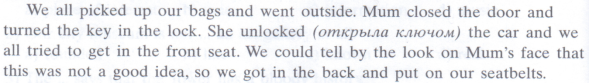 We all picked up our bags and went outside. Mum closed the door and
turned the key in the lock. She unlocked (открыла ключом) the car and we
all tried to get in the front seat. We could tell by the look on Mum's face that
this was not a good idea, so we got in the back and put on our seatbelts.